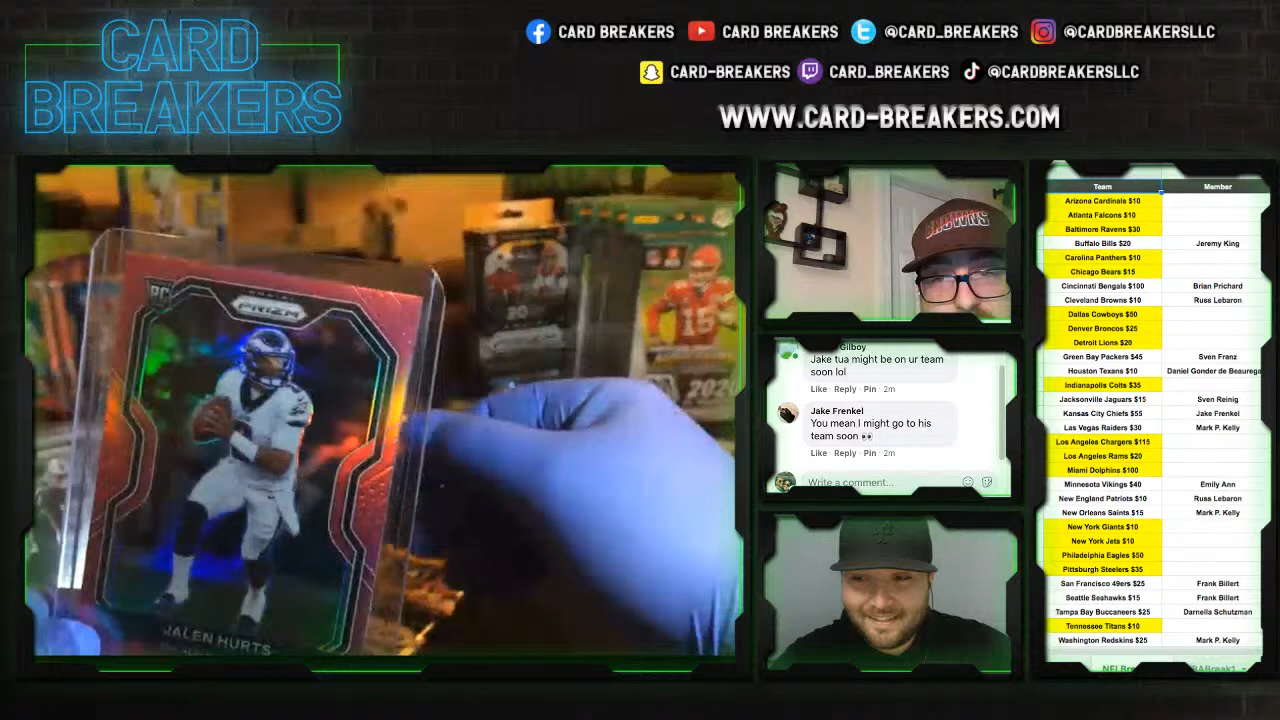 CARD
BREAKERS
CARD BREAKERS
CARD BREAKERS
@CARD_BREAKERS
@CARDBREAKERSLLC
CARD-BREAKERS
CARD_BREAKERS
@CARDBREAKERSLLC
WWW.CARD-BREAKERS.COM
RC
PRIZM
JALEN HURTS
20
15
2020
BROWNS
Gilboy
Jake tua might be on ur team
soon lol
Like · Reply · Pin · 2m
Jake Frenkel
You mean I might go to his
team soon 👀
Like · Reply · Pin · 2m
Write a comment...
Team Member
Arizona Cardinals $10
Atlanta Falcons $10
Baltimore Ravens $30
Buffalo Bills $20 Jeremy King
Carolina Panthers $10
Chicago Bears $15
Cincinnati Bengals $100 Brian Prichard
Cleveland Browns $10 Russ Lebaron
Dallas Cowboys $50
Denver Broncos $25
Detroit Lions $20
Green Bay Packers $45 Sven Franz
Houston Texans $10 Daniel Gonder de Beaurega
Indianapolis Colts $35
Jacksonville Jaguars $15 Sven Reinig
Kansas City Chiefs $55 Jake Frenkel
Las Vegas Raiders $30 Mark P. Kelly
Los Angeles Chargers $115
Los Angeles Rams $20
Miami Dolphins $100
Minnesota Vikings $40 Emily Ann
New England Patriots $10 Russ Lebaron
New Orleans Saints $15 Mark P. Kelly
New York Giants $10
New York Jets $10
Philadelphia Eagles $50
Pittsburgh Steelers $35
San Francisco 49ers $25 Frank Billert
Seattle Seahawks $15 Frank Billert
Tampa Bay Buccaneers $25 Darnella Schutzman
Tennessee Titans $10
Washington Redskins $25 Mark P. Kelly